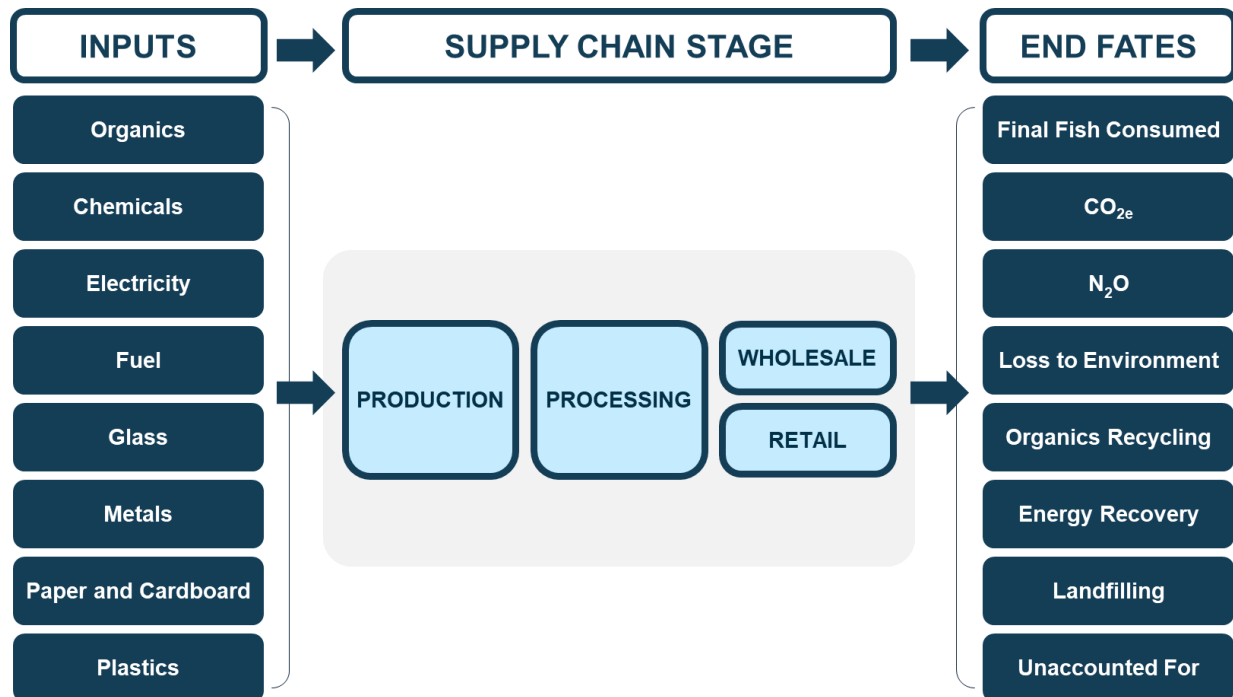 INPUTS
SUPPLY CHAIN STAGE
END FATES
Organics
Chemicals
Electricity
Fuel
Glass
Metals
Paper and Cardboard
Plastics
PRODUCTION
PROCESSING
WHOLESALE
RETAIL
Final Fish Consumed
CO₂ₑ
N₂O
Loss to Environment
Organics Recycling
Energy Recovery
Landfilling
Unaccounted For